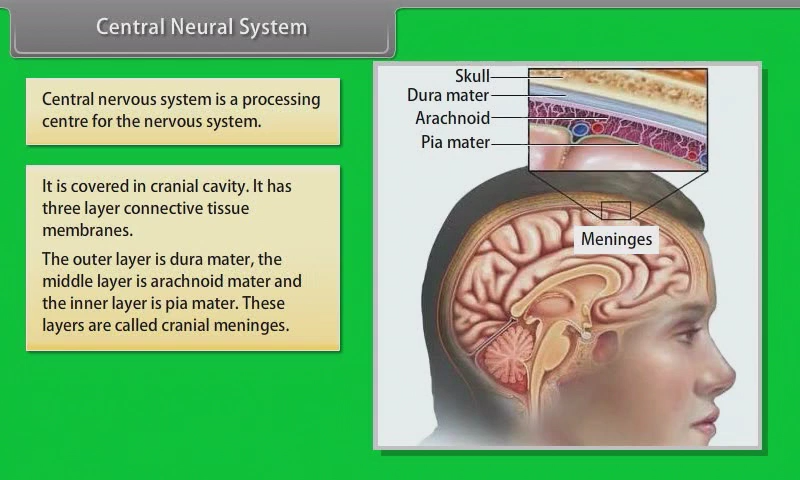 Central Neural System
Central nervous system is a processing
centre for the nervous system.
It is covered in cranial cavity. It has
three layer connective tissue
membranes.
The outer layer is dura mater, the
middle layer is arachnoid mater and
the inner layer is pia mater. These
layers are called cranial meninges.
Skull
Dura mater
Arachnoid
Pia mater
Meninges